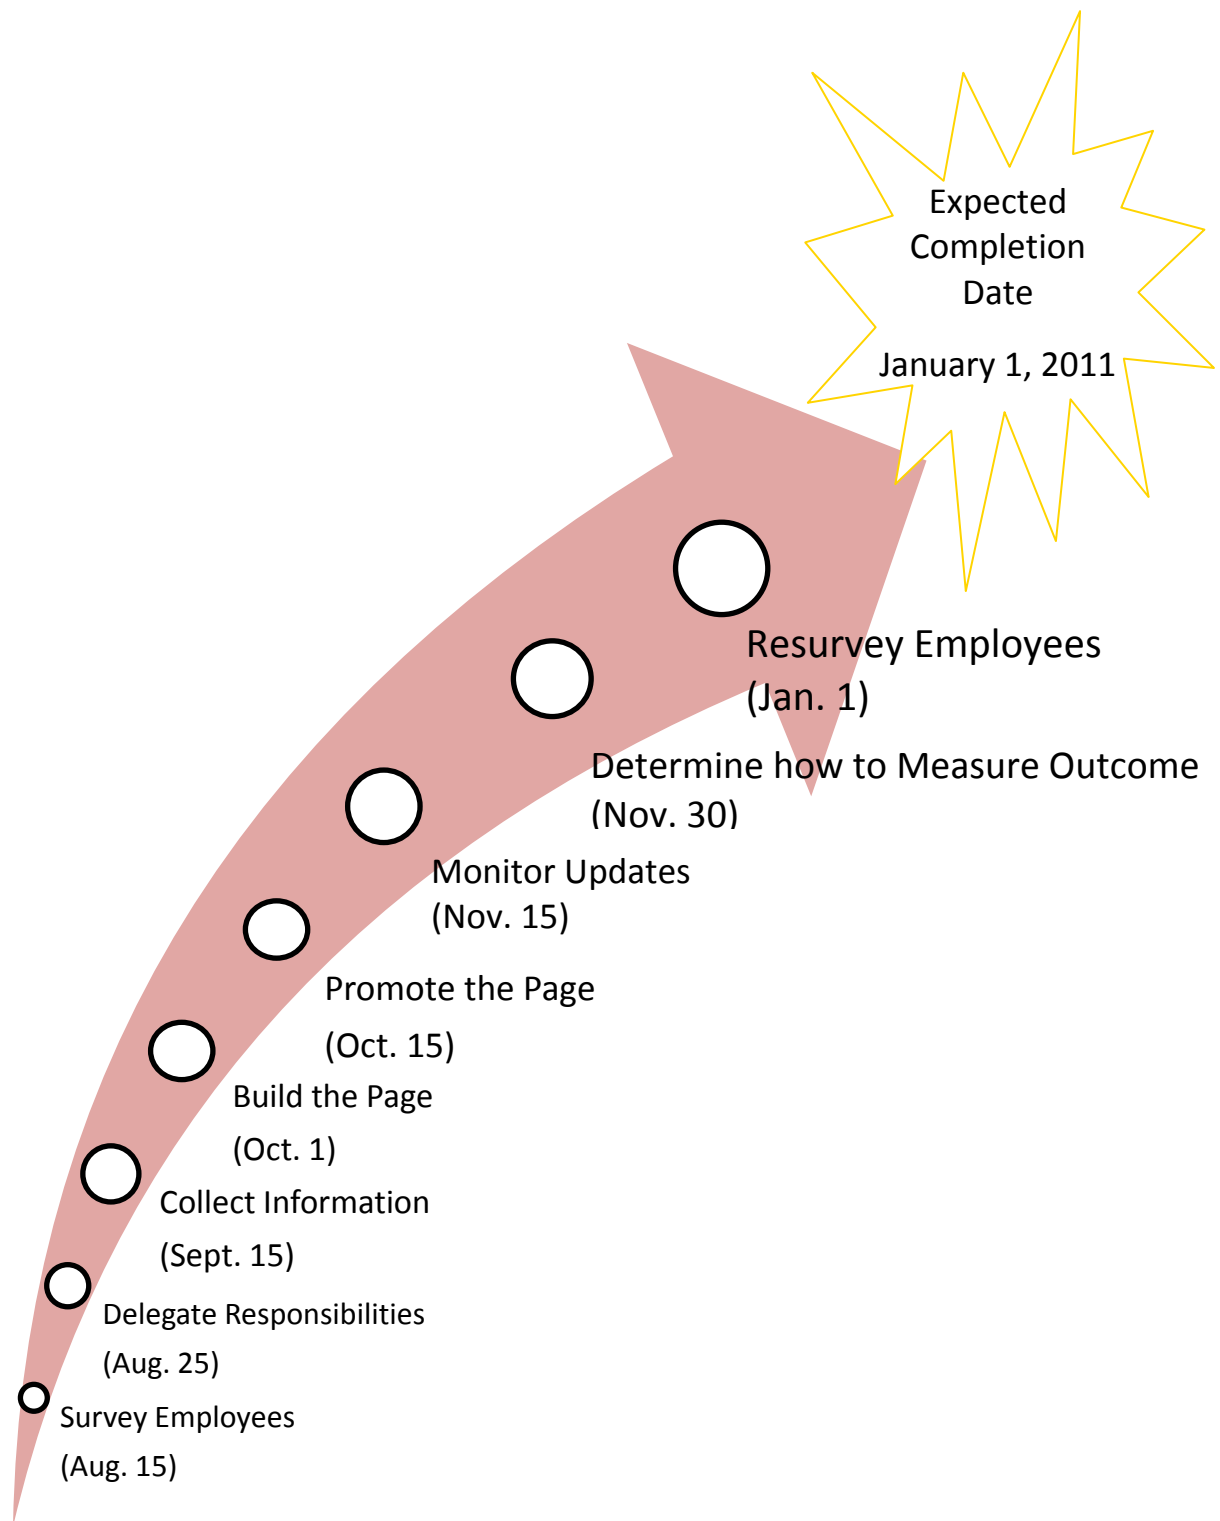 Expected
Completion
Date
January 1, 2011
Resurvey Employees
(Jan. 1)
Determine how to Measure Outcome
(Nov. 30)
Monitor Updates
(Nov. 15)
Promote the Page
(Oct. 15)
Build the Page
(Oct. 1)
Collect Information
(Sept. 15)
Delegate Responsibilities
(Aug. 25)
Survey Employees
(Aug. 15)